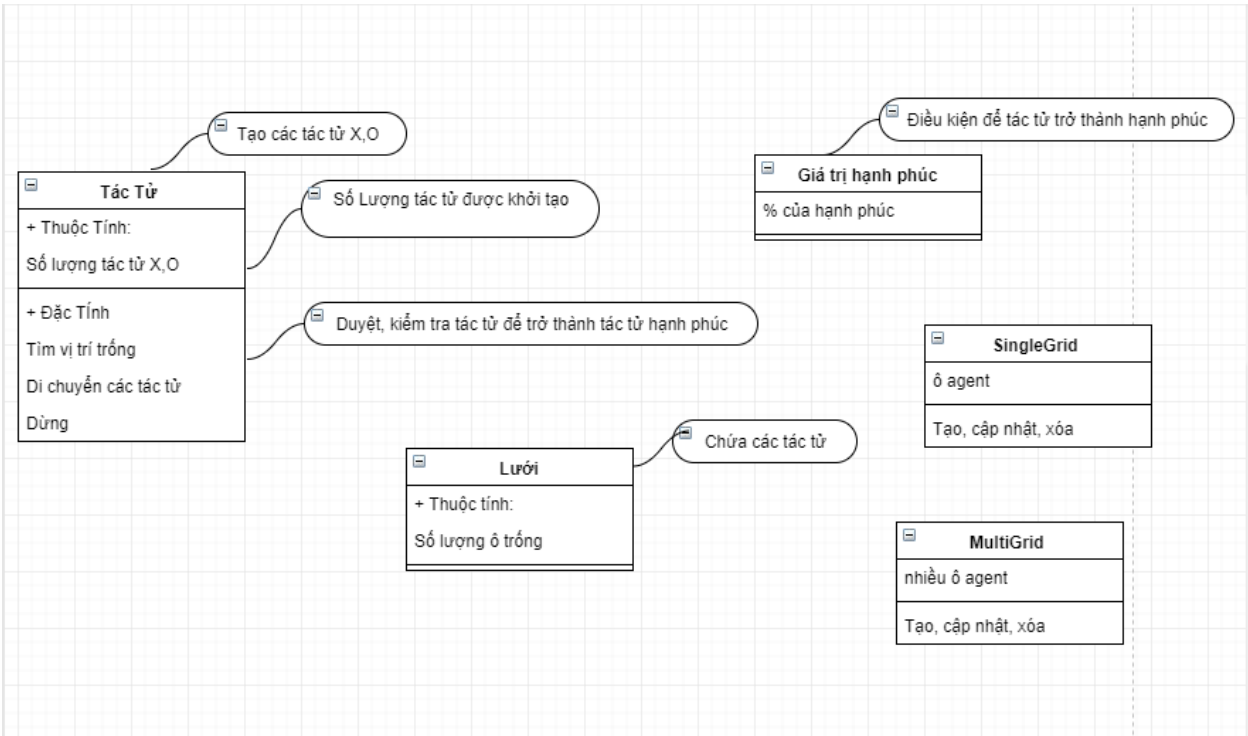 Tạo các tác tử X,O
Tác Tử
+ Thuộc Tính:
Số lượng tác tử X,O
+ Đặc TÍnh
Tìm vị trí trống
Di chuyển các tác tử
Dừng
Số Lượng tác tử được khởi tạo
Duyệt, kiểm tra tác tử để trở thành tác tử hạnh phúc
Điều kiện để tác tử trở thành hạnh phúc
Giá trị hạnh phúc
% của hạnh phúc
Chứa các tác tử
Lưới
+ Thuộc tính:
Số lượng ô trống
SingleGrid
ô agent
Tạo, cập nhật, xóa
MultiGrid
nhiều ô agent
Tạo, cập nhật, xóa